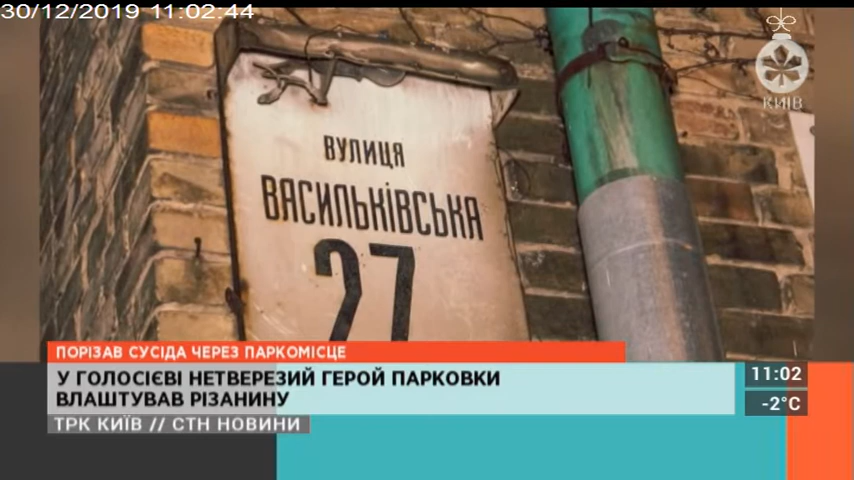 30/12/2019 11:02:44
КИЇВ
ВУЛИЦЯ
ВАСИЛЬКІВСЬКА
27
ПОРІЗАВ СУСІДА ЧЕРЕЗ ПАРКОМІСЦЕ
У ГОЛОСІЄВІ НЕТВЕРЕЗИЙ ГЕРОЙ ПАРКОВКИ
ВЛАШТУВАВ РІЗАНИНУ
11:02
-2°C
ТРК КИЇВ // СТН НОВИНИ